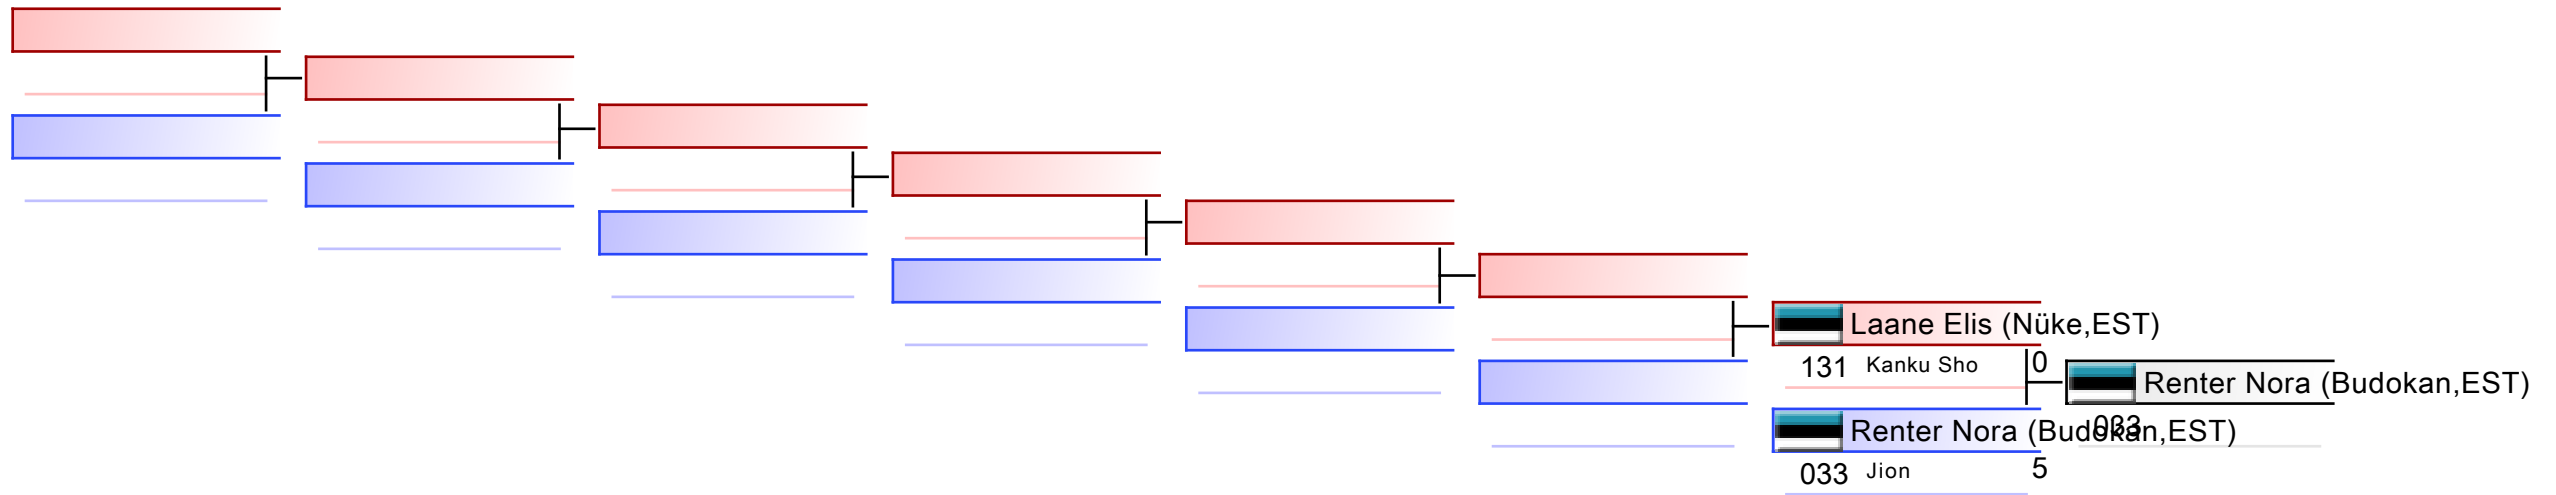 Laane Elis (Nüke,EST)
131 Kanku Sho 0
Renter Nora (Budokan,EST)
033
Renter Nora (Budokan,EST)
033 Jion 5